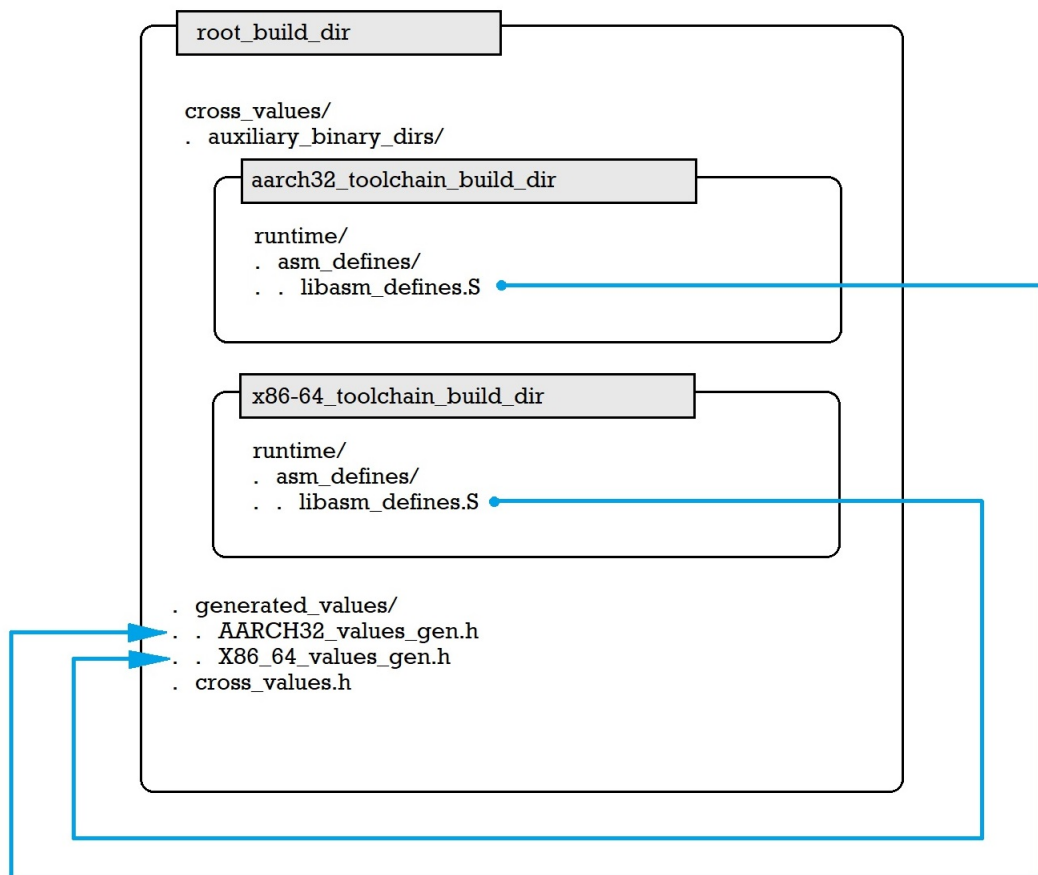 root_build_dir
cross_values/
. auxiliary_binary_dirs/
aarch32_toolchain_build_dir
runtime/
. asm_defines/
. . libasm_defines.S
x86-64_toolchain_build_dir
runtime/
. asm_defines/
. . libasm_defines.S
. generated_values/
. . AARCH32_values_gen.h
. . X86_64_values_gen.h
. cross_values.h